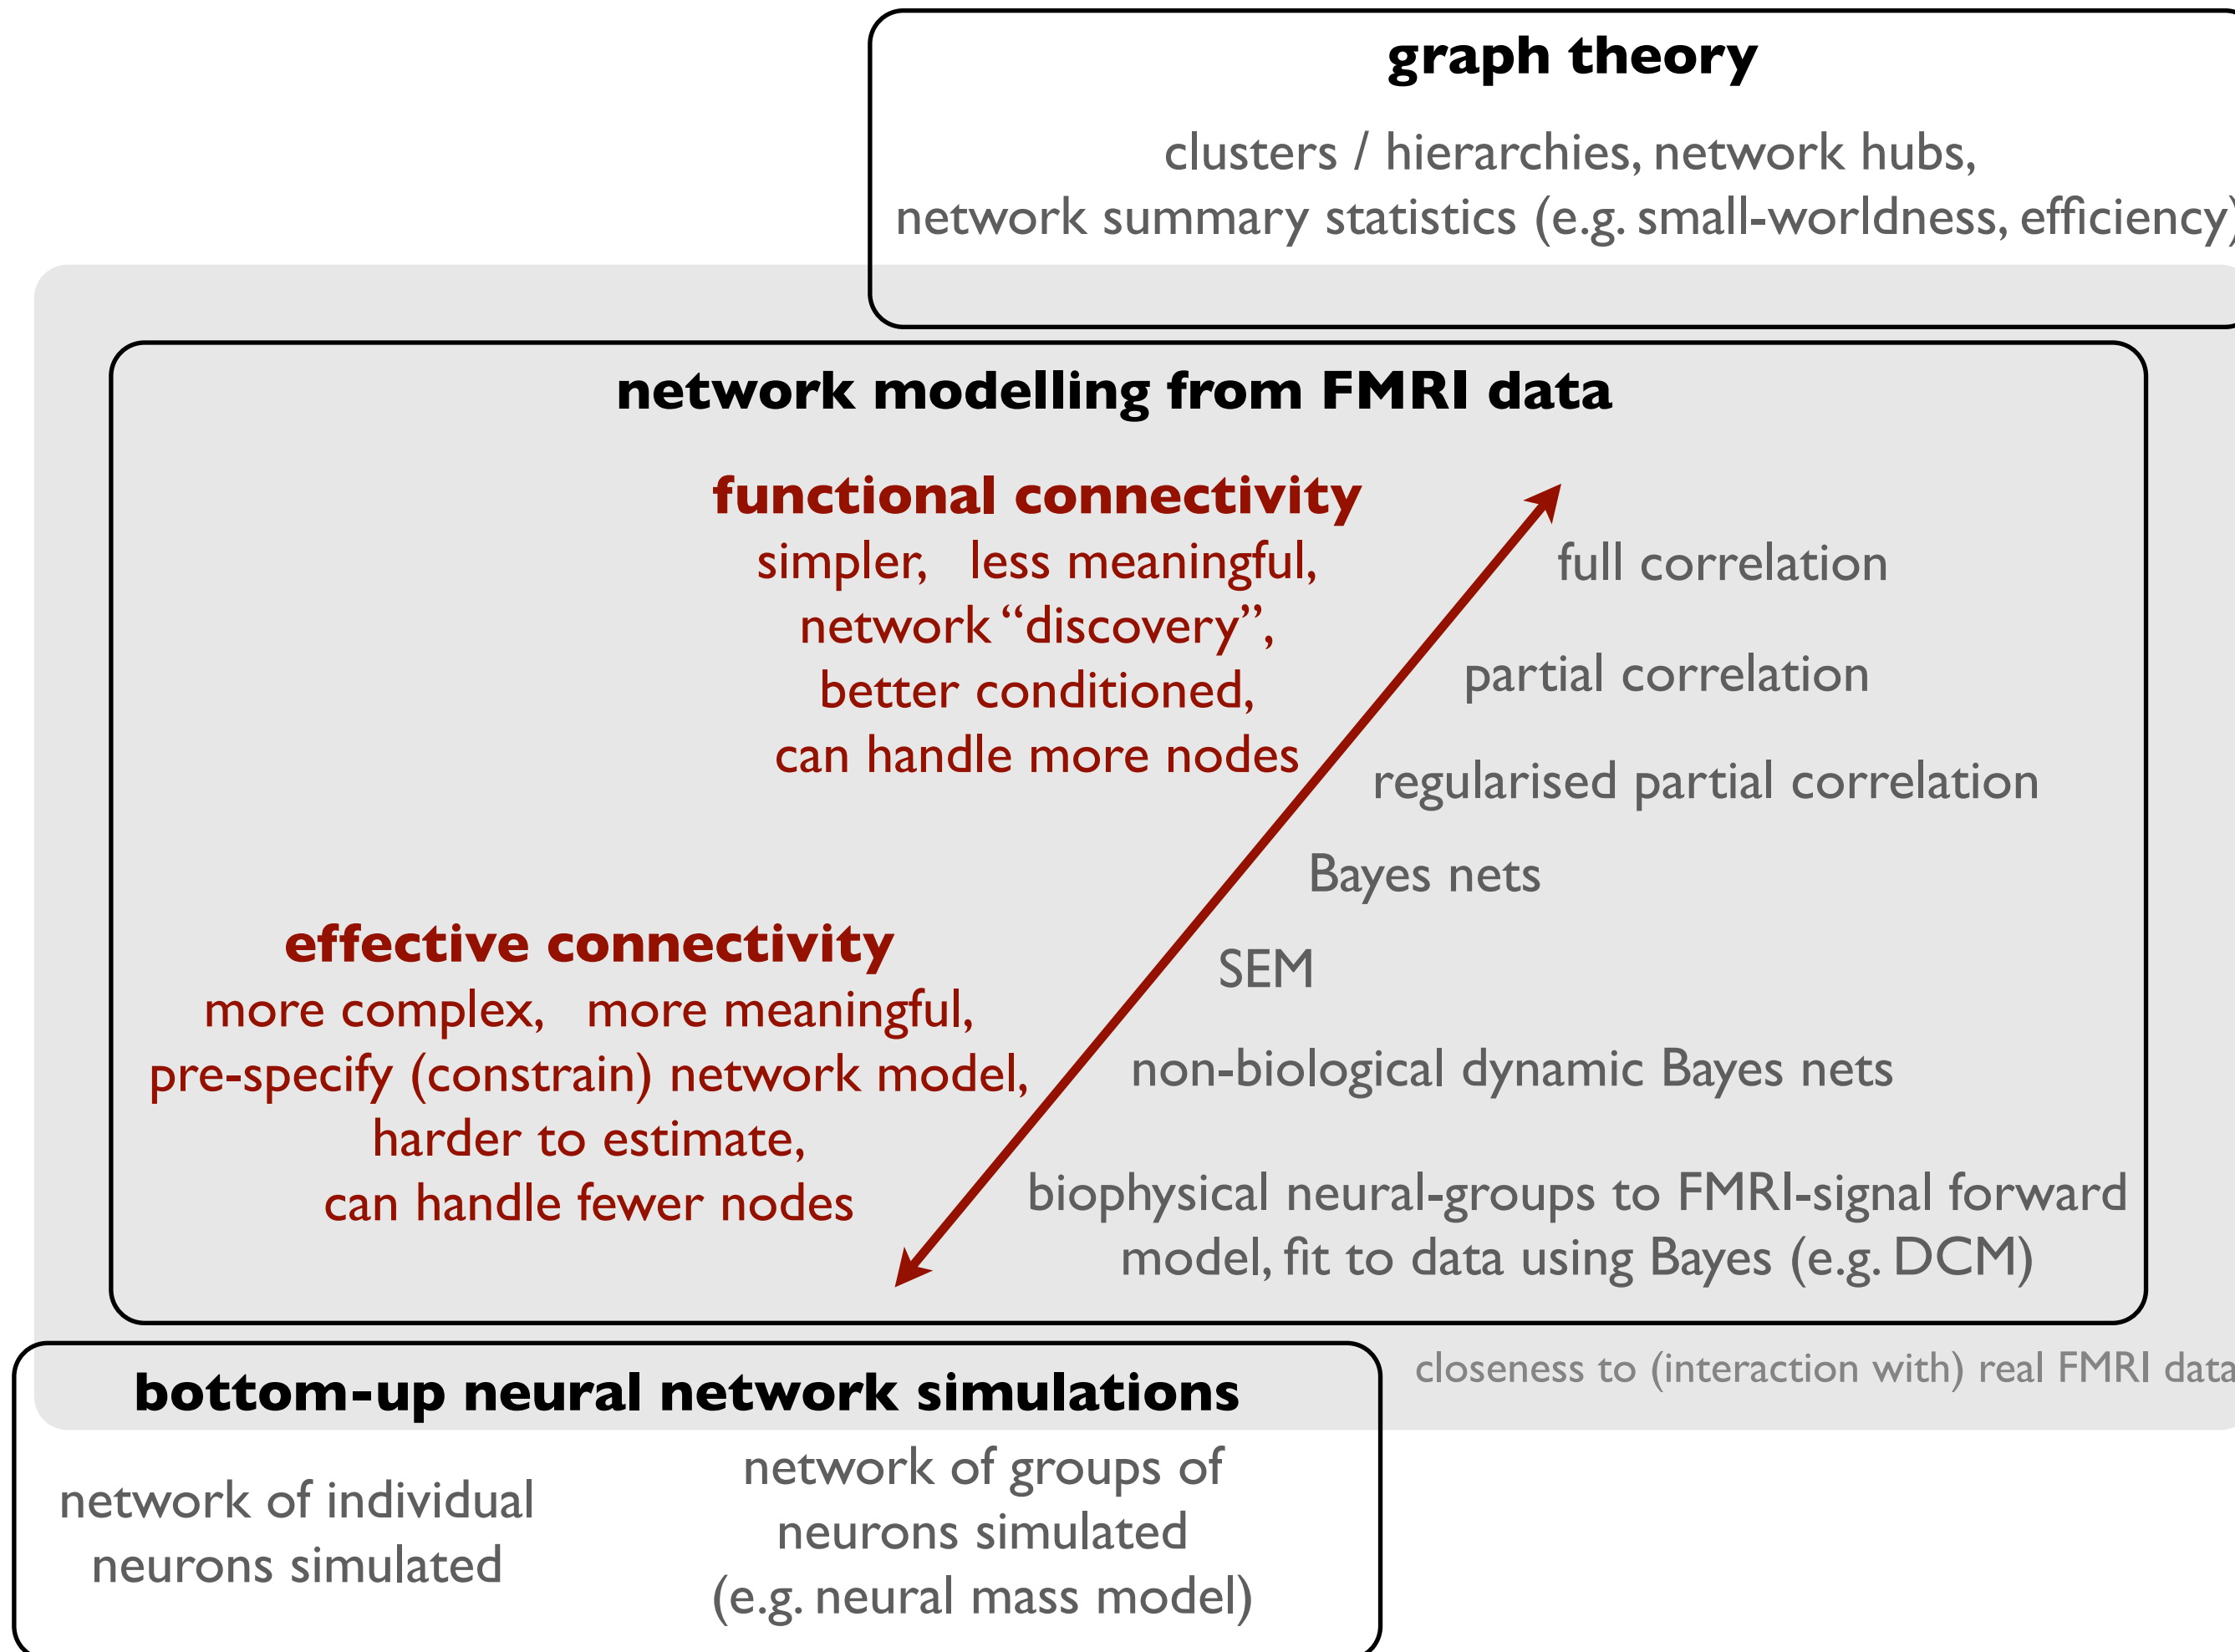 graph theory
clusters / hierarchies, network hubs,
network summary statistics (e.g. small-worldness, efficiency)
network modelling from FMRI data
functional connectivity
simpler, less meaningful,
network “discovery”,
better conditioned,
can handle more nodes
full correlation
partial correlation
regularised partial correlation
Bayes nets
effective connectivity
more complex, more meaningful,
pre-specify (constrain) network model,
harder to estimate,
can handle fewer nodes
SEM
non-biological dynamic Bayes nets
biophysical neural-groups to FMRI-signal forward
model, fit to data using Bayes (e.g. DCM)
closeness to (interaction with) real FMRI data
bottom-up neural network simulations
network of individual
neurons simulated
network of groups of
neurons simulated
(e.g. neural mass model)